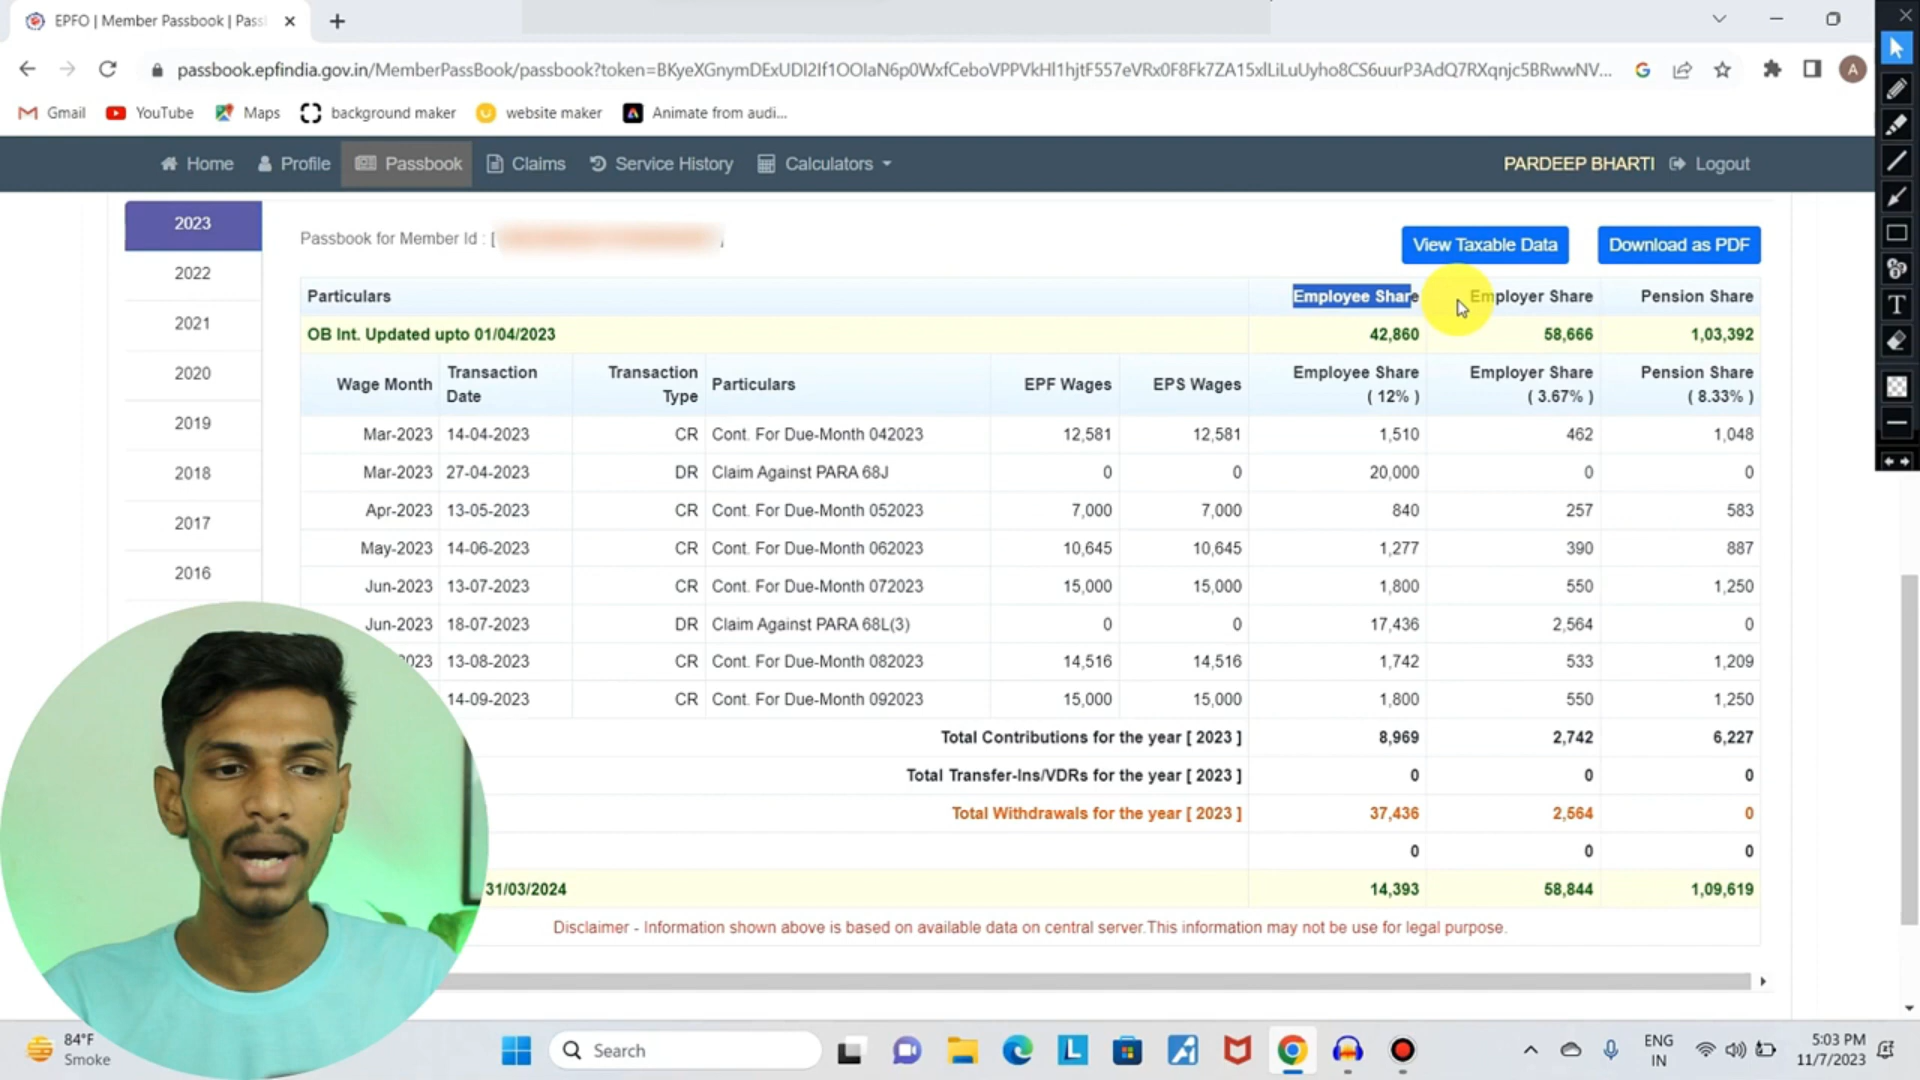 EPFO | Member Passbook | Pass
passbook.epfindia.gov.in/MemberPassBook/passbook?token=BKyeXGnymDExUDI2If1OOIaN6p0WxfCeboVPPVkHl1hjtF557eVRx0F8Fk7ZA15xlLiLuUyho8CS6uurP3AdQ7RXqnjc5BRwwNV...
A
Gmail YouTube Maps background maker website maker Animate from audi...
Home Profile Passbook Claims Service History Calculators PARDEEP BHARTI Logout
2023
2022
2021
2020
2019
2018
2017
2016
Passbook for Member Id : [
View Taxable Data Download as PDF
Particulars Employee Share Employer Share Pension Share
OB Int. Updated upto 01/04/2023 42,860 58,666 1,03,392
Wage Month Transaction Date Transaction Type Particulars EPF Wages EPS Wages Employee Share ( 12% ) Employer Share ( 3.67% ) Pension Share ( 8.33% )
Mar-2023 14-04-2023 CR Cont. For Due-Month 042023 12,581 12,581 1,510 462 1,048
Mar-2023 27-04-2023 DR Claim Against PARA 68J 0 0 20,000 0 0
Apr-2023 13-05-2023 CR Cont. For Due-Month 052023 7,000 7,000 840 257 583
May-2023 14-06-2023 CR Cont. For Due-Month 062023 10,645 10,645 1,277 390 887
Jun-2023 13-07-2023 CR Cont. For Due-Month 072023 15,000 15,000 1,800 550 1,250
Jun-2023 18-07-2023 DR Claim Against PARA 68L(3) 0 0 17,436 2,564 0
023 13-08-2023 CR Cont. For Due-Month 082023 14,516 14,516 1,742 533 1,209
14-09-2023 CR Cont. For Due-Month 092023 15,000 15,000 1,800 550 1,250
Total Contributions for the year [ 2023 ] 8,969 2,742 6,227
Total Transfer-Ins/VDRs for the year [ 2023 ] 0 0 0
Total Withdrawals for the year [ 2023 ] 37,436 2,564 0
0 0 0
31/03/2024 14,393 58,844 1,09,619
Disclaimer - Information shown above is based on available data on central server.This information may not be use for legal purpose.
84°F
Smoke
Search
ENG
IN
5:03 PM
11/7/2023